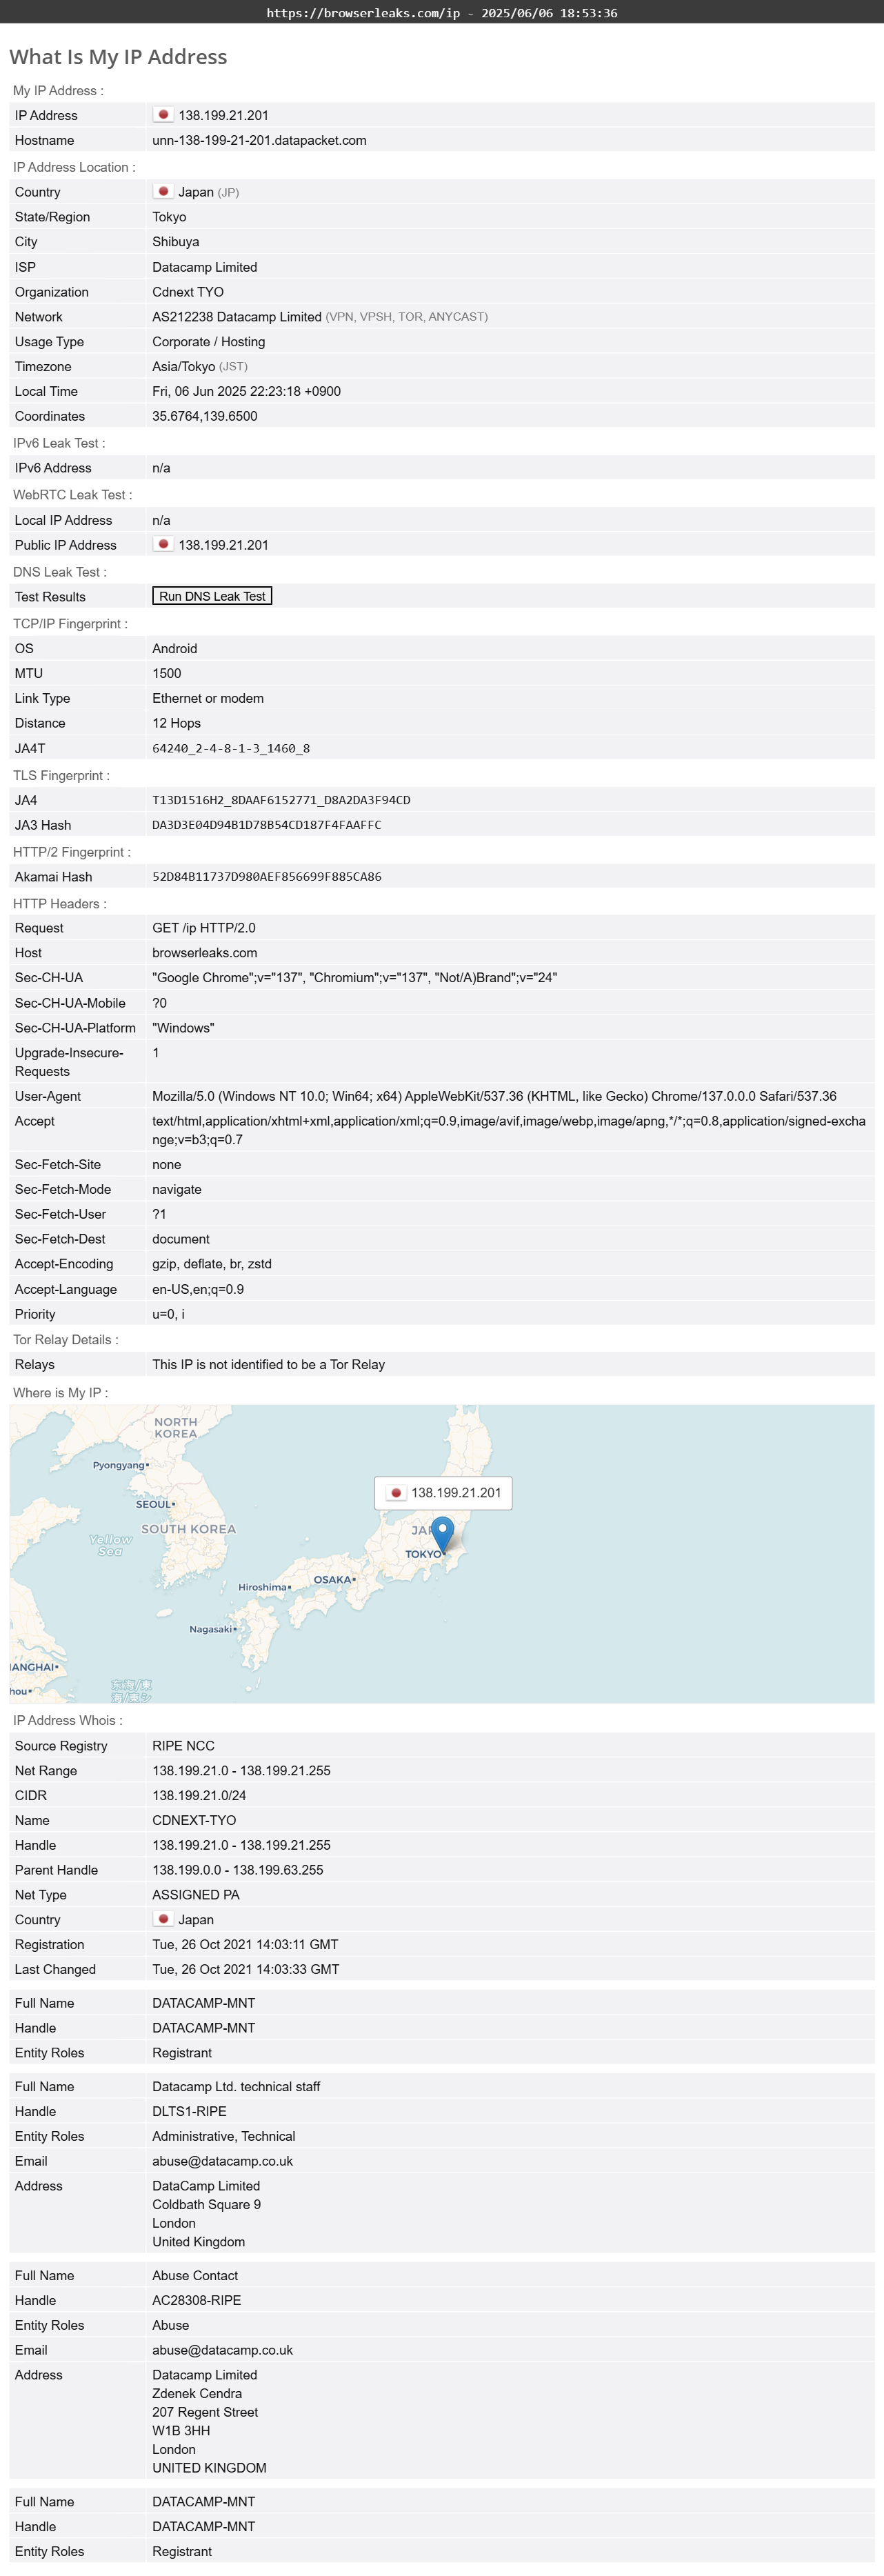 https://browserleaks.com/ip - 2025/06/06 18:53:36
What Is My IP Address
My IP Address :
IP Address 138.199.21.201
Hostname unn-138-199-21-201.datapacket.com
IP Address Location :
Country Japan (JP)
State/Region Tokyo
City Shibuya
ISP Datacamp Limited
Organization Cdnext TYO
Network AS212238 Datacamp Limited (VPN, VPSH, TOR, ANYCAST)
Usage Type Corporate / Hosting
Timezone Asia/Tokyo (JST)
Local Time Fri, 06 Jun 2025 22:23:18 +0900
Coordinates 35.6764,139.6500
IPv6 Leak Test :
IPv6 Address n/a
WebRTC Leak Test :
Local IP Address n/a
Public IP Address 138.199.21.201
DNS Leak Test :
Test Results Run DNS Leak Test
TCP/IP Fingerprint :
OS Android
MTU 1500
Link Type Ethernet or modem
Distance 12 Hops
JA4T 64240_2-4-8-1-3_1460_8
TLS Fingerprint :
JA4 T13D1516H2_8DAAF6152771_D8A2DA3F94CD
JA3 Hash DA3D3E04D94B1D78B54CD187F4FAAFFC
HTTP/2 Fingerprint :
Akamai Hash 52D84B11737D980AEF856699F885CA86
HTTP Headers :
Request GET /ip HTTP/2.0
Host browserleaks.com
Sec-CH-UA "Google Chrome";v="137", "Chromium";v="137", "Not/A)Brand";v="24"
Sec-CH-UA-Mobile ?0
Sec-CH-UA-Platform "Windows"
Upgrade-Insecure- 1
Requests
User-Agent Mozilla/5.0 (Windows NT 10.0; Win64; x64) AppleWebKit/537.36 (KHTML, like Gecko) Chrome/137.0.0.0 Safari/537.36
Accept text/html,application/xhtml+xml,application/xml;q=0.9,image/avif,image/webp,image/apng,*/*;q=0.8,application/signed-excha
nge;v=b3;q=0.7
Sec-Fetch-Site none
Sec-Fetch-Mode navigate
Sec-Fetch-User ?1
Sec-Fetch-Dest document
Accept-Encoding gzip, deflate, br, zstd
Accept-Language en-US,en;q=0.9
Priority u=0, i
Tor Relay Details :
Relays This IP is not identified to be a Tor Relay
Where is My IP :
NORTH
KOREA
Pyongyang
138.199.21.201
SEOUL
SOUTH KOREA
JA
Yellow
Sea
TOKYO
OSAKA
Hiroshima
Nagasaki
IANGHAI
hou
东海/東
海/東シ
IP Address Whois :
Source Registry RIPE NCC
Net Range 138.199.21.0 - 138.199.21.255
CIDR 138.199.21.0/24
Name CDNEXT-TYO
Handle 138.199.21.0 - 138.199.21.255
Parent Handle 138.199.0.0 - 138.199.63.255
Net Type ASSIGNED PA
Country Japan
Registration Tue, 26 Oct 2021 14:03:11 GMT
Last Changed Tue, 26 Oct 2021 14:03:33 GMT
Full Name DATACAMP-MNT
Handle DATACAMP-MNT
Entity Roles Registrant
Full Name Datacamp Ltd. technical staff
Handle DLTS1-RIPE
Entity Roles Administrative, Technical
Email abuse@datacamp.co.uk
Address DataCamp Limited
Coldbath Square 9
London
United Kingdom
Full Name Abuse Contact
Handle AC28308-RIPE
Entity Roles Abuse
Email abuse@datacamp.co.uk
Address Datacamp Limited
Zdenek Cendra
207 Regent Street
W1B 3HH
London
UNITED KINGDOM
Full Name DATACAMP-MNT
Handle DATACAMP-MNT
Entity Roles Registrant